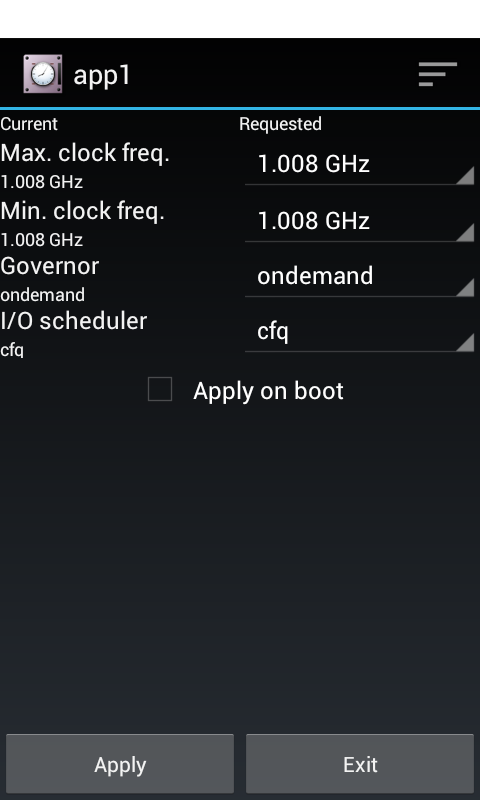 app1
Current Requested
Max. clock freq.
1.008 GHz
1.008 GHz
Min. clock freq.
1.008 GHz
1.008 GHz
Governor
ondemand
ondemand
I/O scheduler
cfq
cfq
Apply on boot
Apply Exit